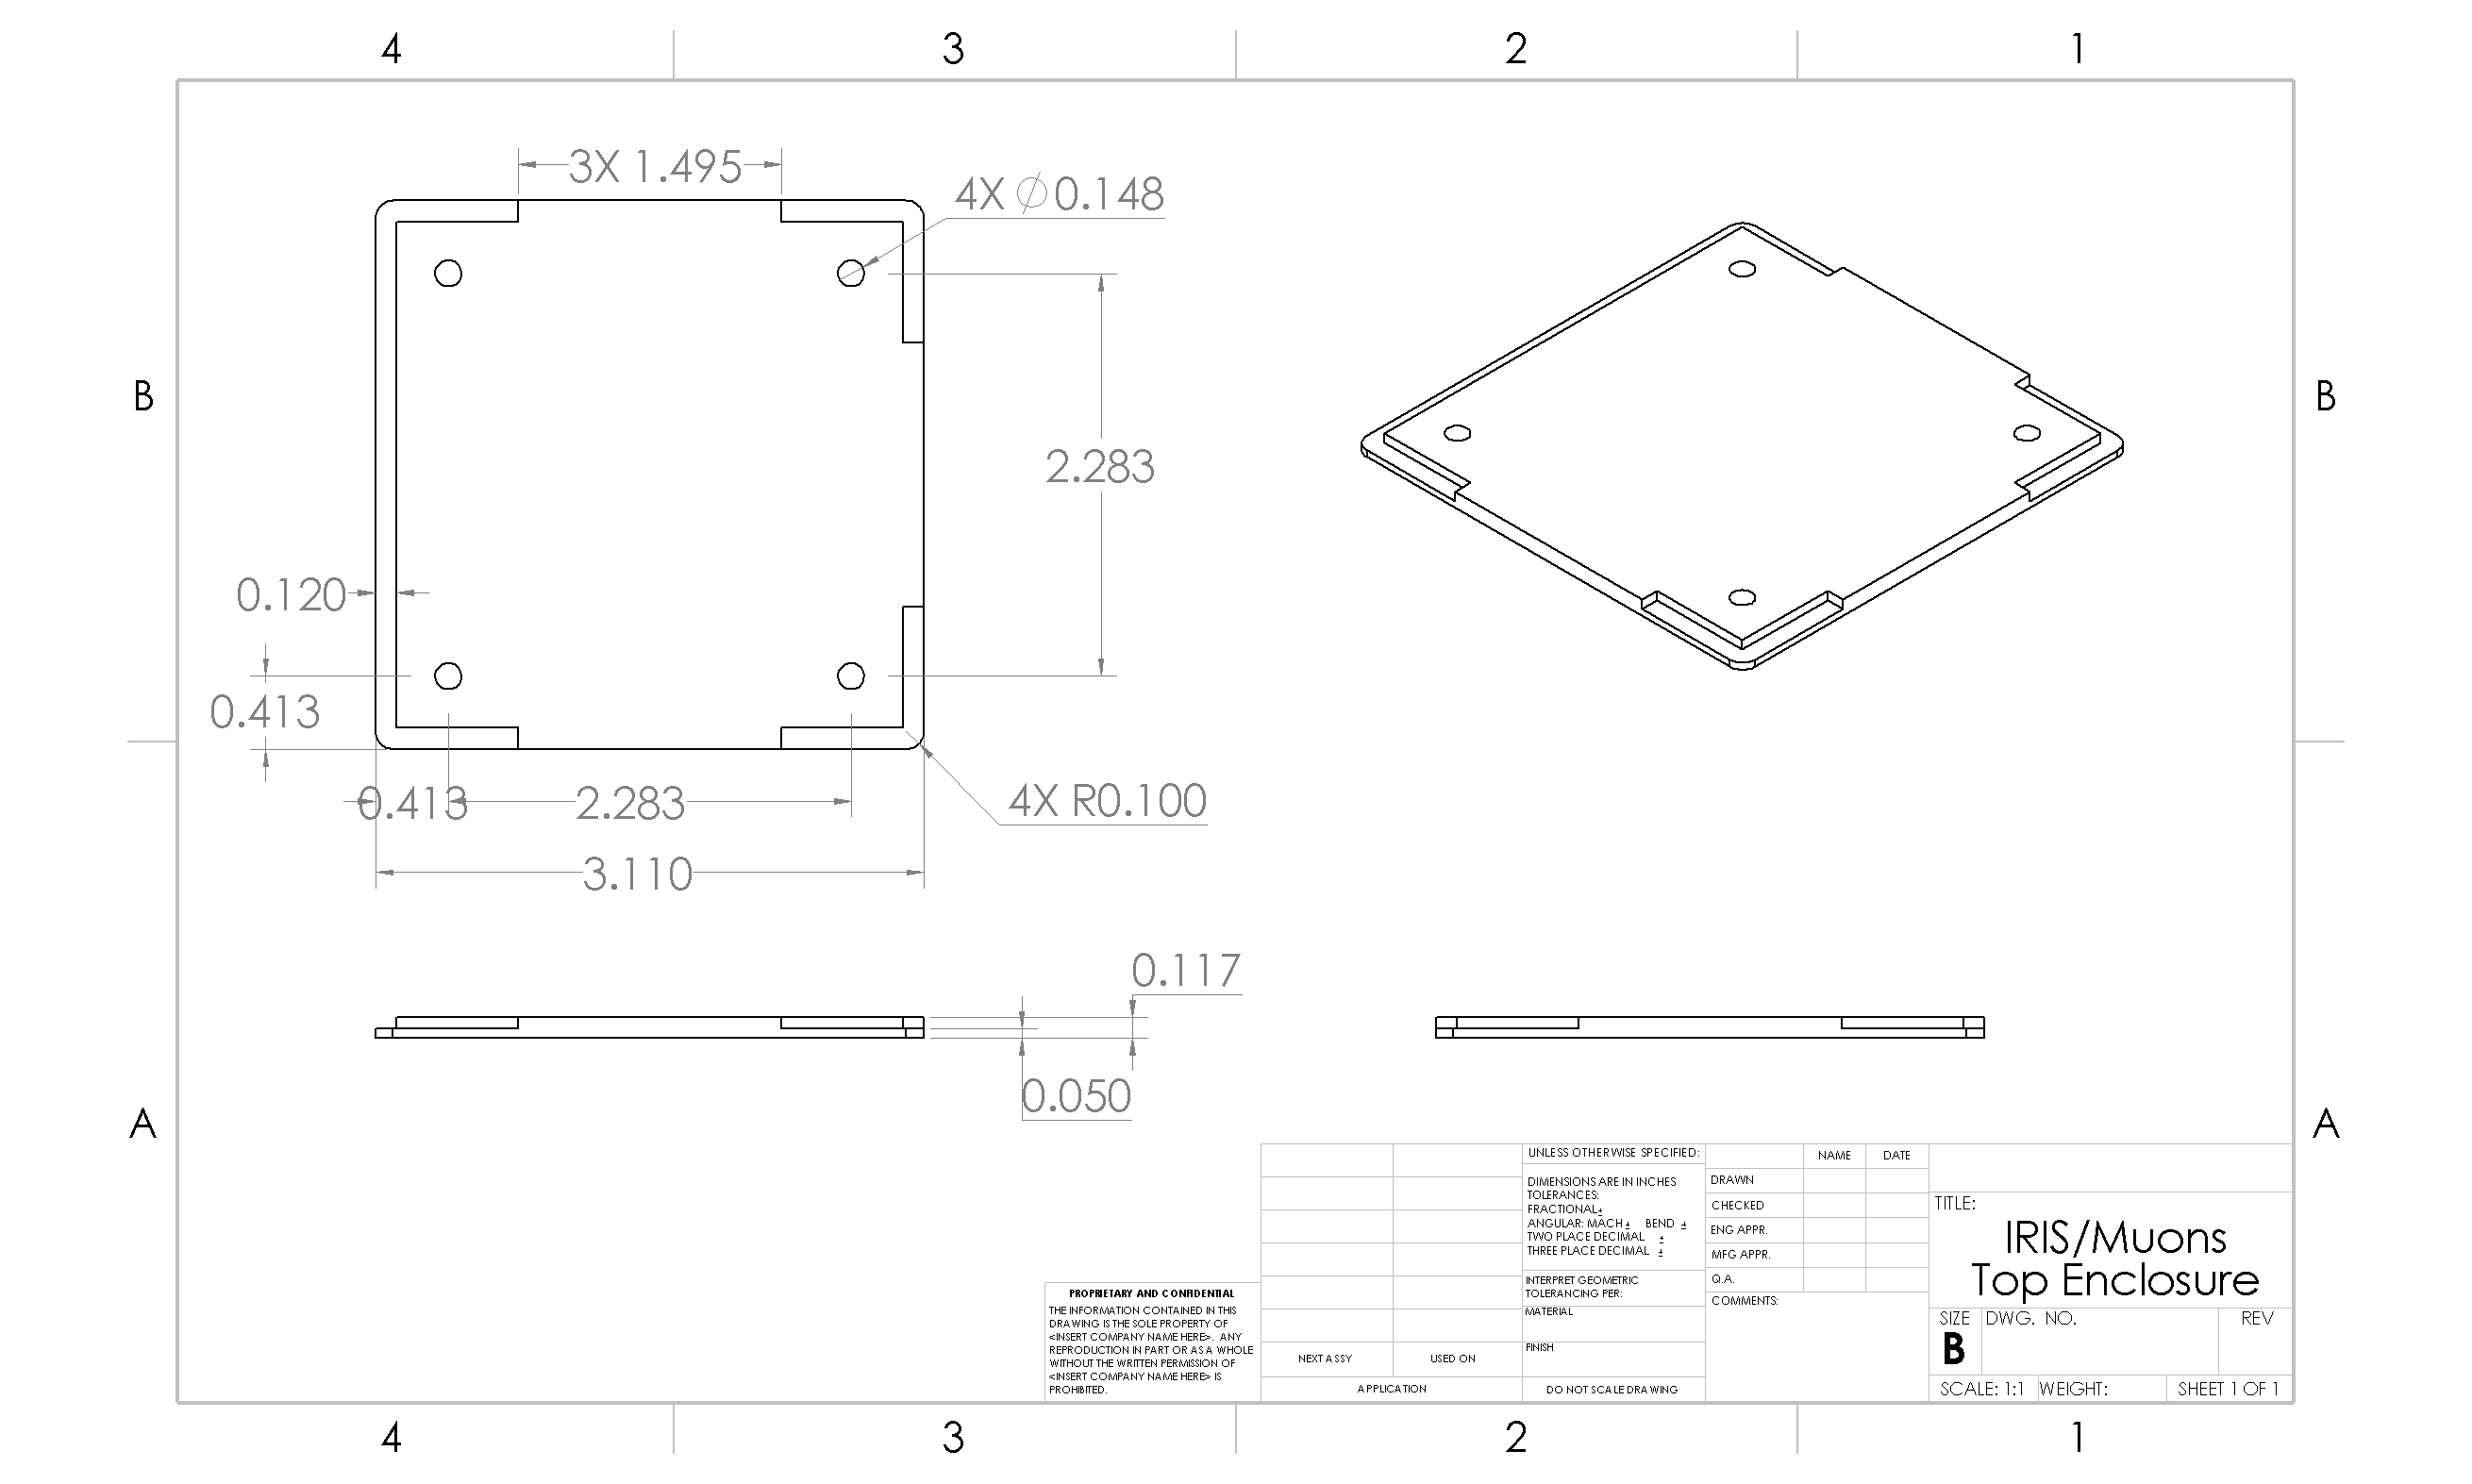 4 3 2 1
3X 1.495
4X ∅0.148
B B
2.283
0.120
0.413
0.413 2.283
4X R0.100
3.110
0.117
0.050
A A
PROPRIETARY AND CONFIDENTIAL
THE INFORMATION CONTAINED IN THIS
DRAWING IS THE SOLE PROPERTY OF
<INSERT COMPANY NAME HERE>. ANY
REPRODUCTION IN PART OR AS A WHOLE
WITHOUT THE WRITTEN PERMISSION OF
<INSERT COMPANY NAME HERE> IS
PROHIBITED.
NEXT ASSY USED ON
APPLICATION
UNLESS OTHERWISE SPECIFIED:
DIMENSIONS ARE IN INCHES
TOLERANCES:
FRACTIONAL±
ANGULAR: MACH± BEND ±
TWO PLACE DECIMAL ±
THREE PLACE DECIMAL ±
INTERPRET GEOMETRIC
TOLERANCING PER:
MATERIAL
FINISH
DO NOT SCALE DRAWING
NAME DATE
DRAWN
CHECKED
ENG APPR.
MFG APPR.
Q.A.
COMMENTS:
TITLE:
IRIS/Muons
Top Enclosure
SIZE DWG. NO. REV
B
SCALE: 1:1 WEIGHT: SHEET 1 OF 1
4 3 2 1